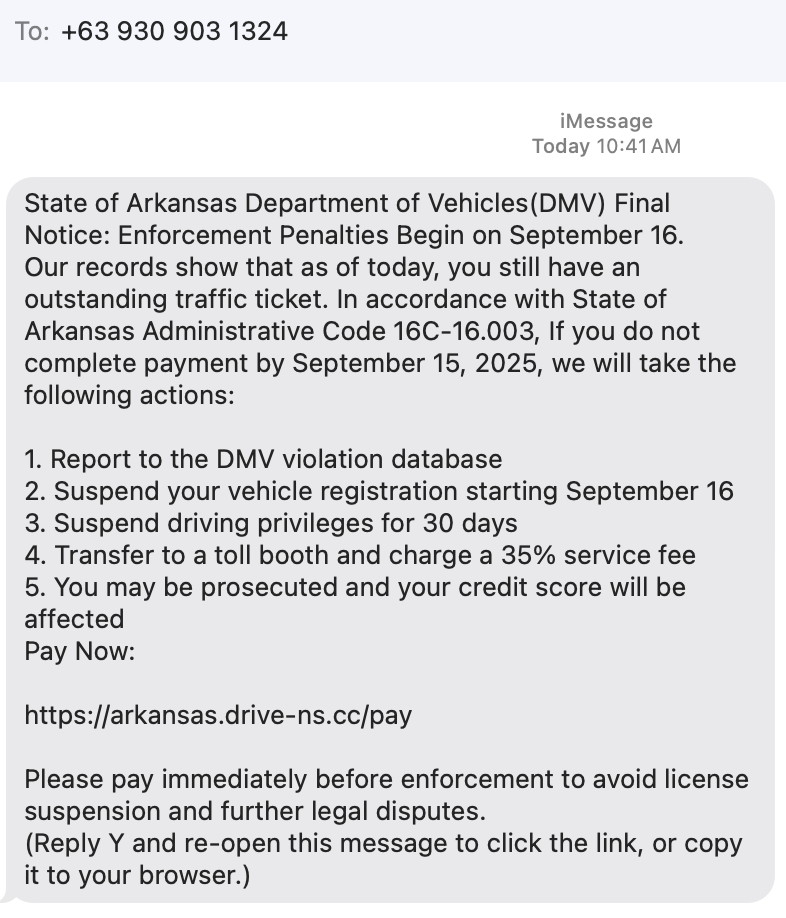 To: +63 930 903 1324
iMessage
Today 10:41 AM
State of Arkansas Department of Vehicles(DMV) Final
Notice: Enforcement Penalties Begin on September 16.
Our records show that as of today, you still have an
outstanding traffic ticket. In accordance with State of
Arkansas Administrative Code 16C-16.003, If you do not
complete payment by September 15, 2025, we will take the
following actions:
1. Report to the DMV violation database
2. Suspend your vehicle registration starting September 16
3. Suspend driving privileges for 30 days
4. Transfer to a toll booth and charge a 35% service fee
5. You may be prosecuted and your credit score will be
affected
Pay Now:
https://arkansas.drive-ns.cc/pay
Please pay immediately before enforcement to avoid license
suspension and further legal disputes.
(Reply Y and re-open this message to click the link, or copy
it to your browser.)